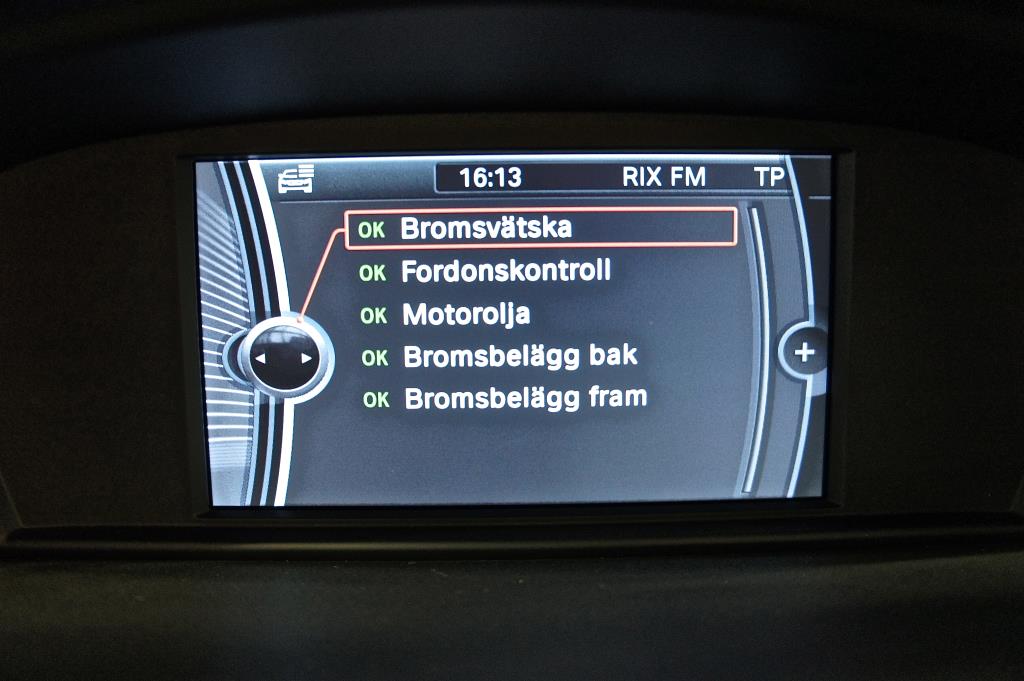 16:13 RIX FM TP
OK Bromsvätska
OK Fordonskontroll
OK Motorolja
OK Bromsbelägg bak
OK Bromsbelägg fram